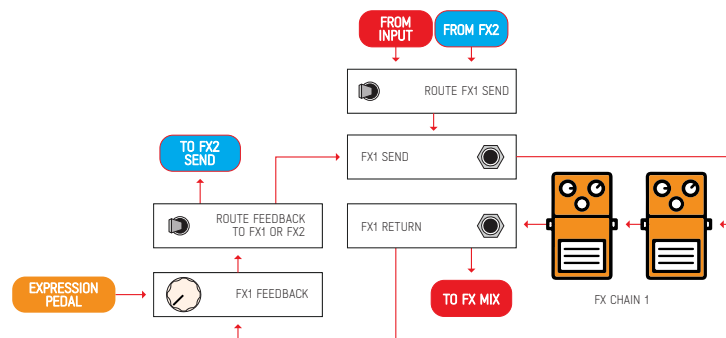 FROM
INPUT
FROM FX2
ROUTE FX1 SEND
TO FX2
SEND
FX1 SEND
ROUTE FEEDBACK
TO FX1 OR FX2
FX1 RETURN
EXPRESSION
PEDAL
FX1 FEEDBACK
TO FX MIX
FX CHAIN 1